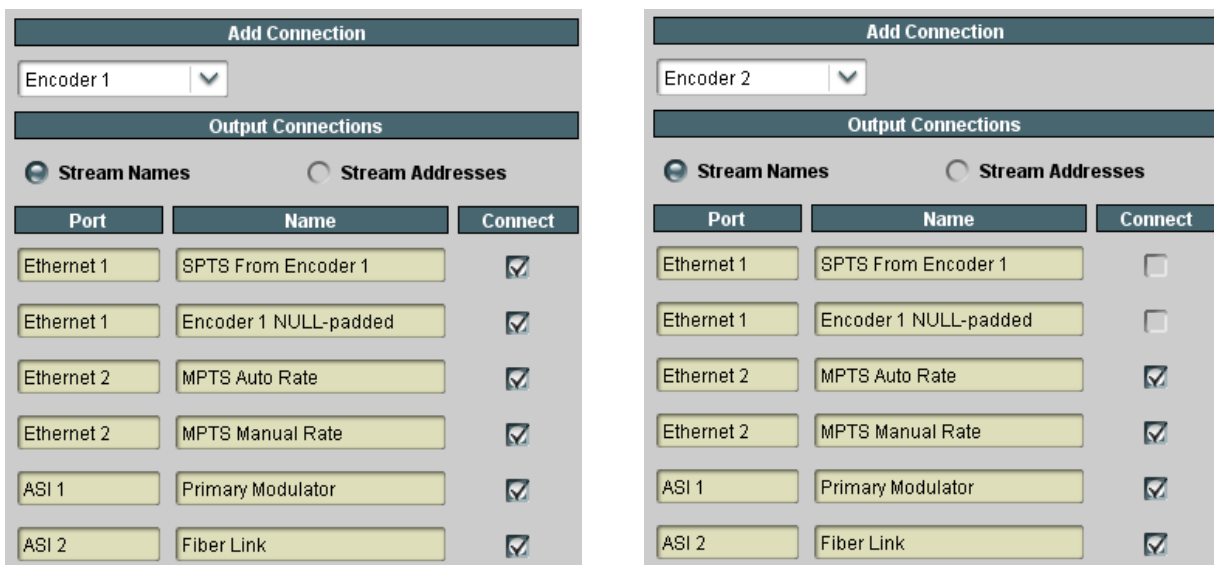 Add Connection
Encoder 1
Output Connections
Stream Names Stream Addresses
Port Name Connect
Ethernet 1 SPTS From Encoder 1
Ethernet 1 Encoder 1 NULL-padded
Ethernet 2 MPTS Auto Rate
Ethernet 2 MPTS Manual Rate
ASI 1 Primary Modulator
ASI 2 Fiber Link
Add Connection
Encoder 2
Output Connections
Stream Names Stream Addresses
Port Name Connect
Ethernet 1 SPTS From Encoder 1
Ethernet 1 Encoder 1 NULL-padded
Ethernet 2 MPTS Auto Rate
Ethernet 2 MPTS Manual Rate
ASI 1 Primary Modulator
ASI 2 Fiber Link